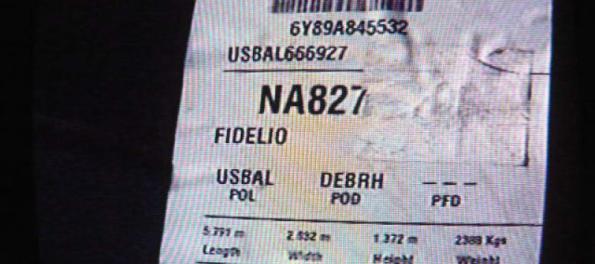 6Y89A845532
USBAL666927
NA827
FIDELIO
USBAL DEBRH ---
POL POD PFD
5.791 m 2.032 m 1.372 m 2388 Kgs
Length Width Height Weight